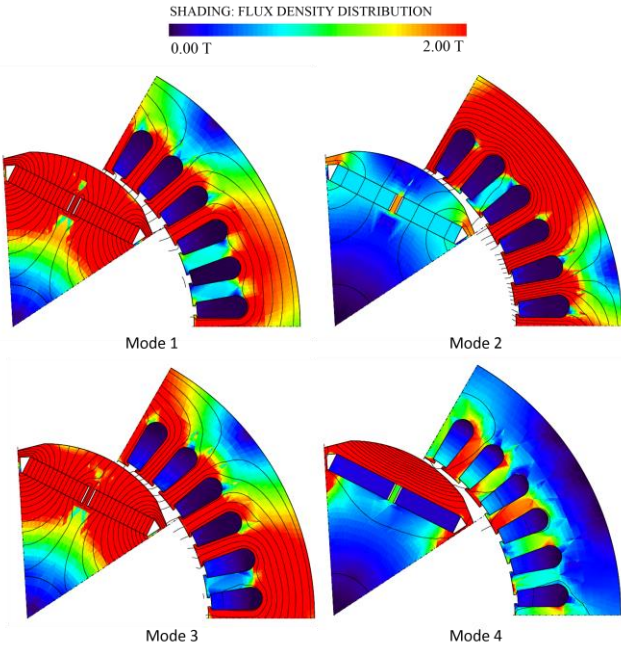 SHADING: FLUX DENSITY DISTRIBUTION
0.00 T 2.00 T
Mode 1 Mode 2
Mode 3 Mode 4